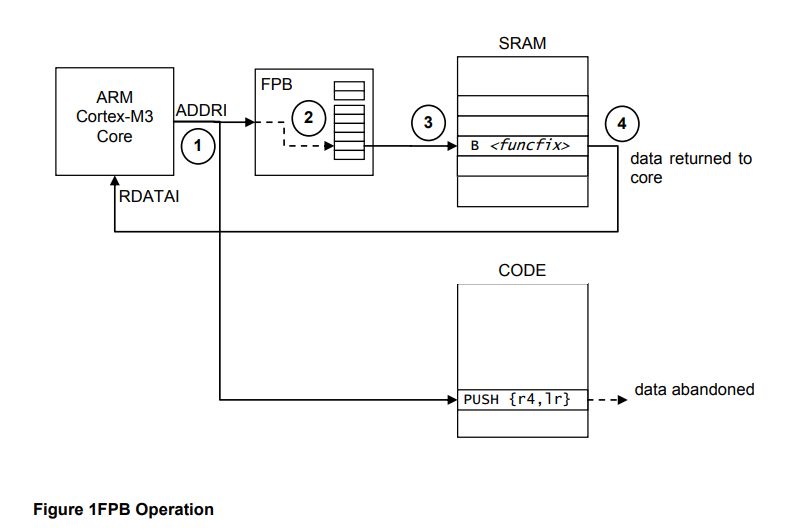 SRAM
ARM
Cortex-M3
Core
ADDRI
FPB
1
2
3
4
B <funcfix>
data returned to
core
RDATAI
CODE
PUSH {r4,lr}
data abandoned
Figure 1FPB Operation